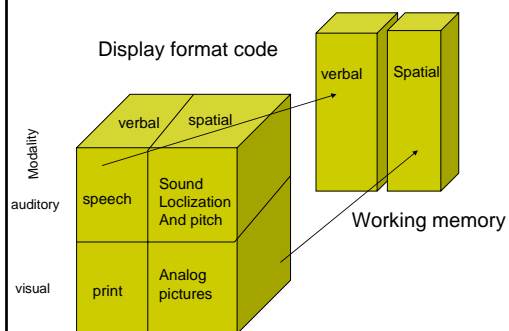 Display format code
verbal
Spatial
verbal
spatial
Modality
auditory
speech
Sound
Loclization
And pitch
Working memory
visual
print
Analog
pictures